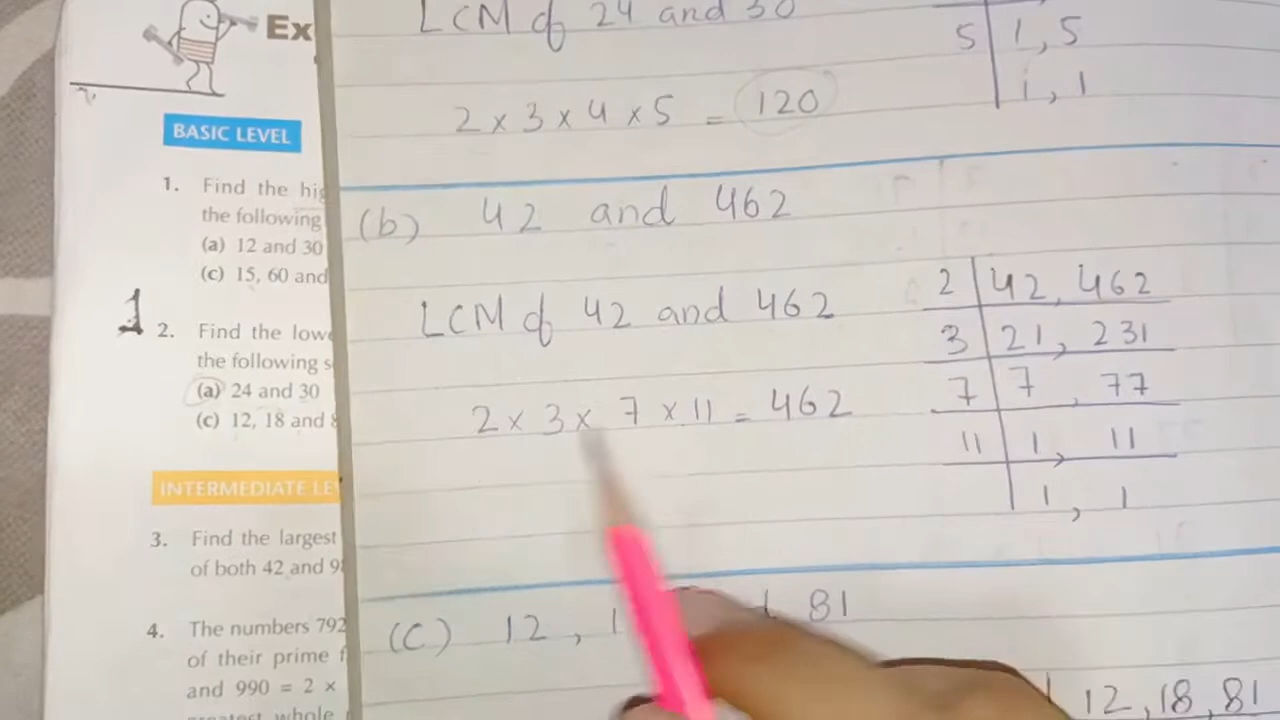 Ex
BASIC LEVEL
1. Find the hig
the following
(a) 12 and 30
(c) 15, 60 and
1
2. Find the lowe
the following s
(a) 24 and 30
(c) 12, 18 and 8
INTERMEDIATE LE
3. Find the largest
of both 42 and 9
4. The numbers 792
of their prime f
and 990 = 2 ×
greatest whole
LCM of 24 and 30
5 | 1, 5
1, 1
2 × 3 × 4 × 5 = 120
(b) 42 and 462
LCM of 42 and 462
2 × 3 × 7 × 11 = 462
2 | 42, 462
3 | 21, 231
7 | 7, 77
11 | 1, 11
1, 1
(C) 12, 1 81
12, 18, 81